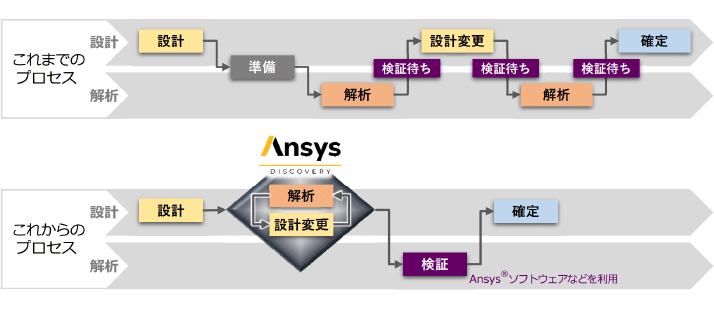 これまでの
プロセス
設計
解析
設計
準備
解析
検証待ち
設計変更
検証待ち
解析
検証待ち
確定
Ansys
DISCOVERY
これからの
プロセス
設計
解析
設計
解析
設計変更
検証
確定
Ansys®ソフトウェアなどを利用